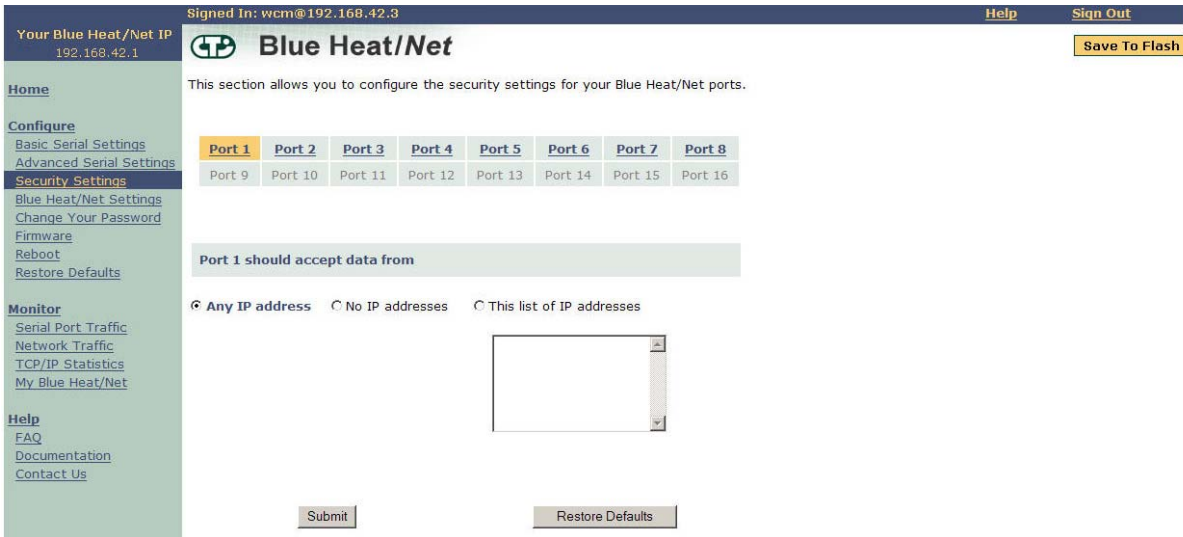 Signed In: wcm@192.168.42.3 Help Sign Out
Your Blue Heat/Net IP
192.168.42.1
CTP Blue Heat/Net
Save To Flash
Home
Configure
Basic Serial Settings
Advanced Serial Settings
Security Settings
Blue Heat/Net Settings
Change Your Password
Firmware
Reboot
Restore Defaults
Monitor
Serial Port Traffic
Network Traffic
TCP/IP Statistics
My Blue Heat/Net
Help
FAQ
Documentation
Contact Us
This section allows you to configure the security settings for your Blue Heat/Net ports.
Port 1 Port 2 Port 3 Port 4 Port 5 Port 6 Port 7 Port 8
Port 9 Port 10 Port 11 Port 12 Port 13 Port 14 Port 15 Port 16
Port 1 should accept data from
Any IP address No IP addresses This list of IP addresses
Submit Restore Defaults